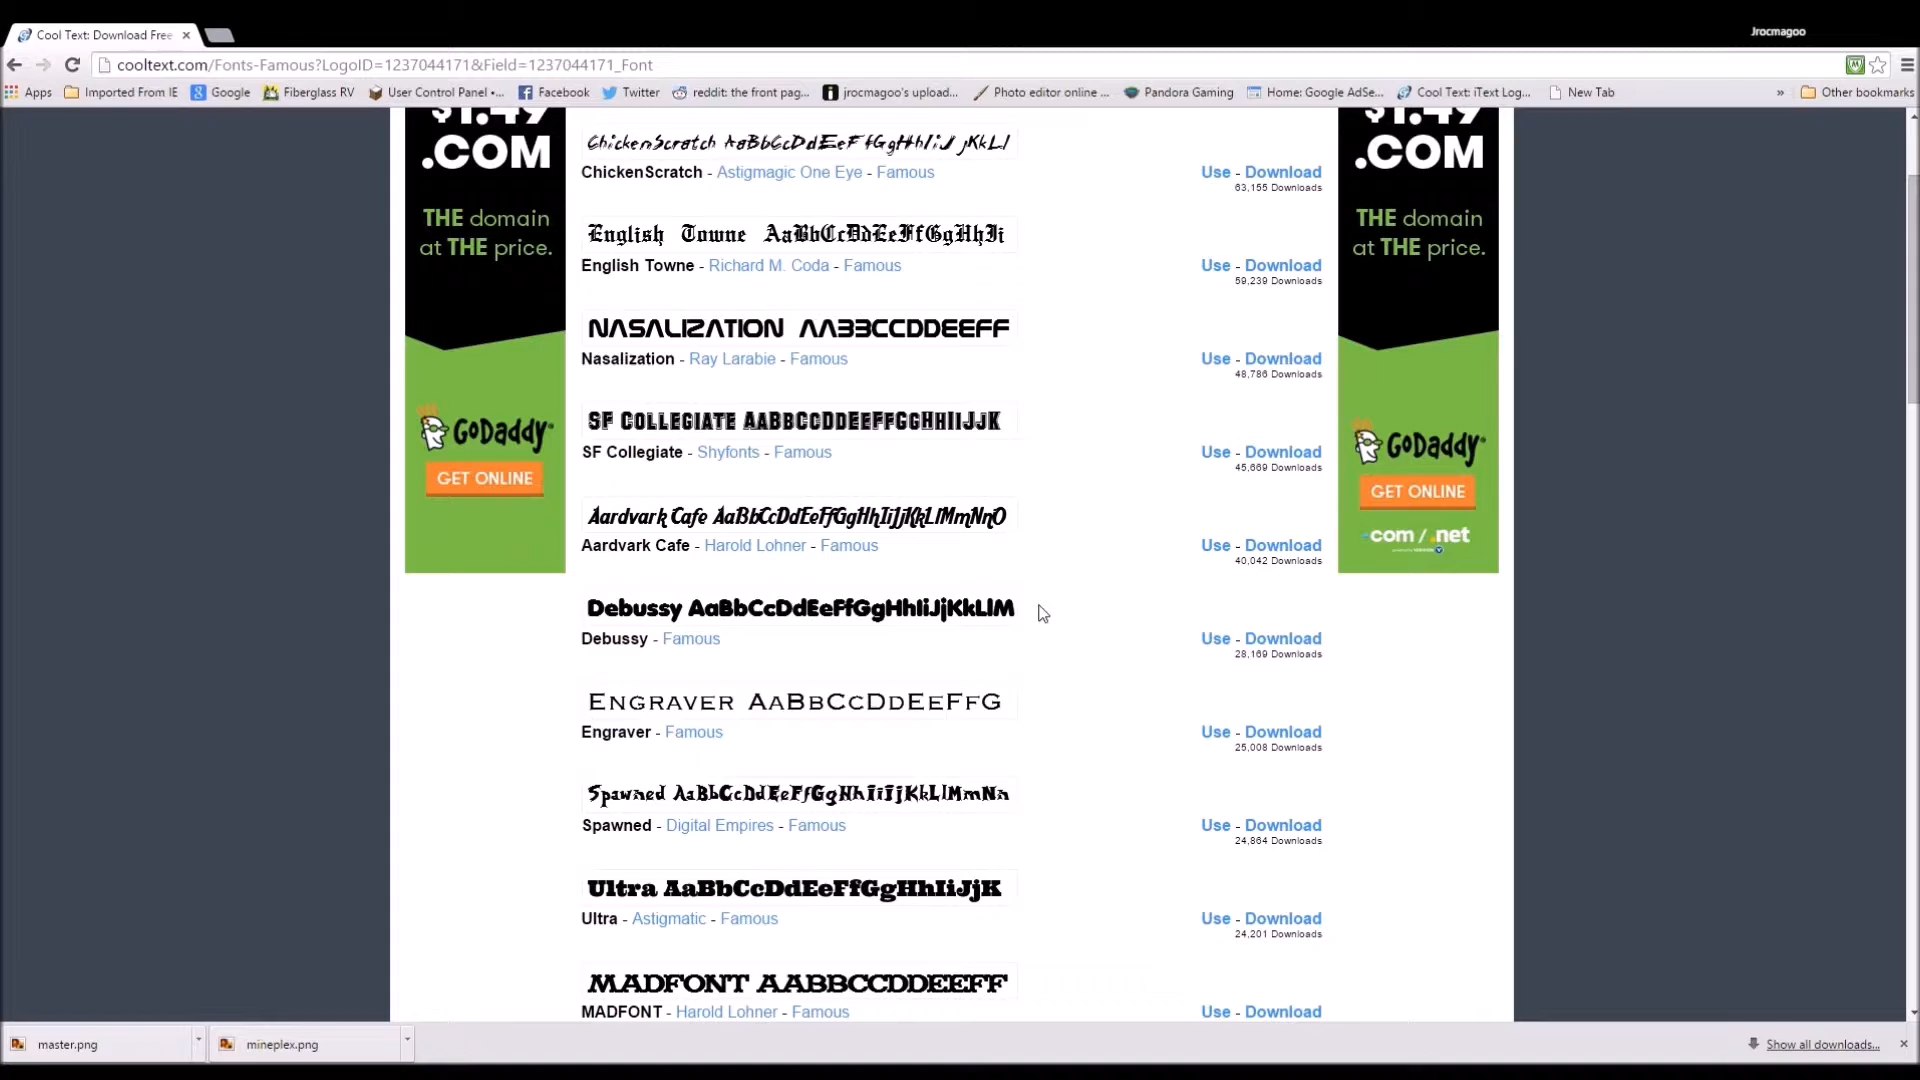 Jrocmagoo
Cool Text: Download Free
cooltext.com/Fonts-Famous?LogoID=1237044171&Field=1237044171_Font
Apps Imported From IE Google Fiberglass RV User Control Panel •... Facebook Twitter reddit: the front pag... jrocmagoo's upload... Photo editor online ... Pandora Gaming Home: Google AdSe... Cool Text: iText Log... New Tab » Other bookmarks
$1.49
.COM
THE domain
at THE price.
GoDaddy
GET ONLINE
ChickenScratch AaBbCcDdEeFfGgHhIiJjKkLl
ChickenScratch - Astigmagic One Eye - Famous
Use - Download
63,155 Downloads
English Towne AaBbCcDdEeFfGgHhIi
English Towne - Richard M. Coda - Famous
Use - Download
59,239 Downloads
NASALIZATION AABBCCDDEEFF
Nasalization - Ray Larabie - Famous
Use - Download
48,786 Downloads
SF COLLEGIATE AABBCCDDEEFFGGHHIIJJK
SF Collegiate - Shyfonts - Famous
Use - Download
45,669 Downloads
Aardvark Cafe AaBbCcDdEeFfGgHhIiJjKkLlMmNnO
Aardvark Cafe - Harold Lohner - Famous
Use - Download
40,042 Downloads
Debussy AaBbCcDdEeFfGgHhIiJjKkLlM
Debussy - Famous
Use - Download
28,169 Downloads
ENGRAVER AABBCCDDEEFFG
Engraver - Famous
Use - Download
25,008 Downloads
Spawned AaBbCcDdEeFfGgHhIiJjKkLlMmNn
Spawned - Digital Empires - Famous
Use - Download
24,864 Downloads
Ultra AaBbCcDdEeFfGgHhIiJjK
Ultra - Astigmatic - Famous
Use - Download
24,201 Downloads
MADFONT AABBCCDDEEFF
MADFONT - Harold Lohner - Famous
Use - Download
$1.49
.COM
THE domain
at THE price.
GoDaddy
GET ONLINE
.com / .net
master.png
mineplex.png
Show all downloads...